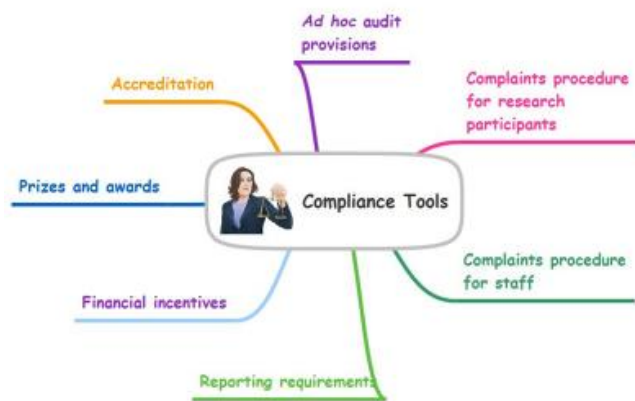 Ad hoc audit
provisions
Accreditation
Complaints procedure
for research
participants
Prizes and awards
Compliance Tools
Complaints procedure
for staff
Financial incentives
Reporting requirements